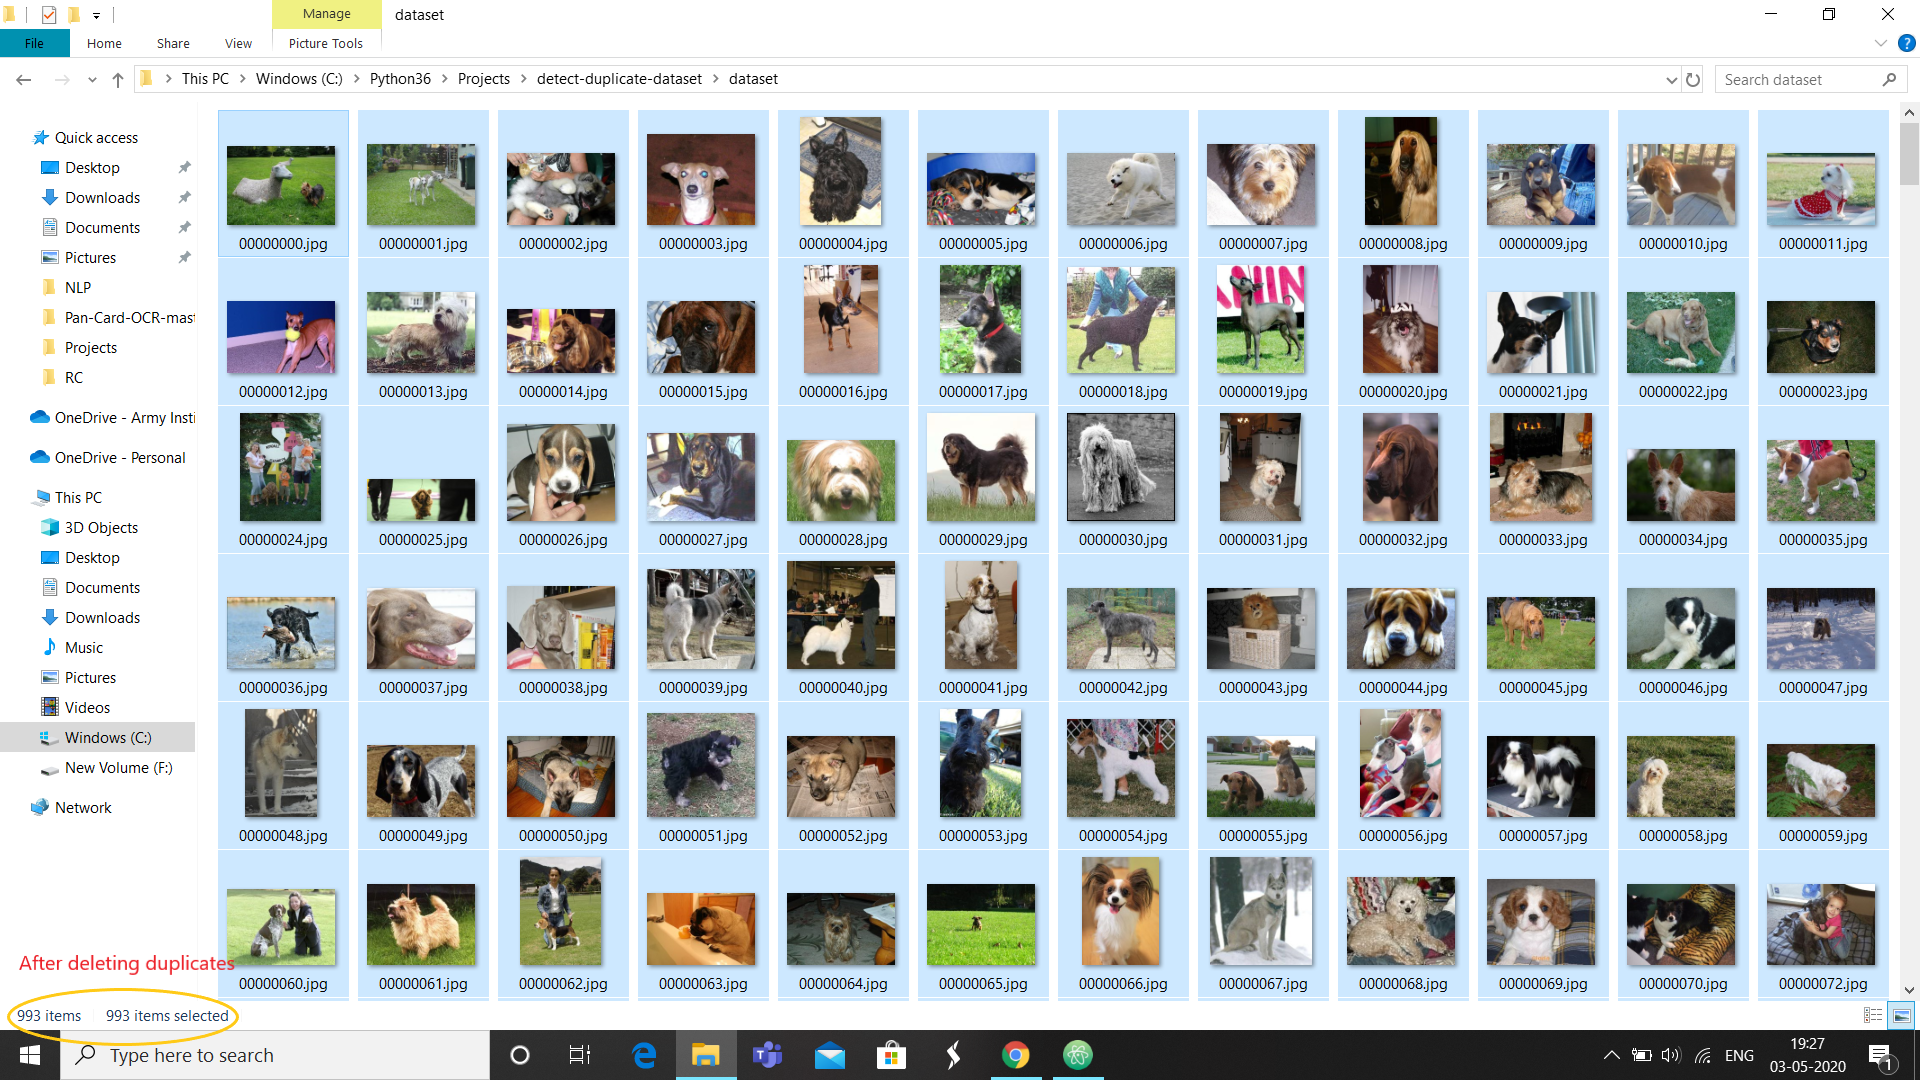 Manage
dataset
File
Home
Share
View
Picture Tools
This PC
Windows (C:)
Python36
Projects
detect-duplicate-dataset
dataset
Search dataset
Quick access
Desktop
Downloads
Documents
Pictures
NLP
Pan-Card-OCR-mast
Projects
RC
OneDrive - Army Insti
OneDrive - Personal
This PC
3D Objects
Desktop
Documents
Downloads
Music
Pictures
Videos
Windows (C:)
New Volume (F:)
Network
00000000.jpg 00000001.jpg 00000002.jpg 00000003.jpg 00000004.jpg 00000005.jpg 00000006.jpg 00000007.jpg 00000008.jpg 00000009.jpg 00000010.jpg 00000011.jpg
00000012.jpg 00000013.jpg 00000014.jpg 00000015.jpg 00000016.jpg 00000017.jpg 00000018.jpg 00000019.jpg 00000020.jpg 00000021.jpg 00000022.jpg 00000023.jpg
00000024.jpg 00000025.jpg 00000026.jpg 00000027.jpg 00000028.jpg 00000029.jpg 00000030.jpg 00000031.jpg 00000032.jpg 00000033.jpg 00000034.jpg 00000035.jpg
00000036.jpg 00000037.jpg 00000038.jpg 00000039.jpg 00000040.jpg 00000041.jpg 00000042.jpg 00000043.jpg 00000044.jpg 00000045.jpg 00000046.jpg 00000047.jpg
00000048.jpg 00000049.jpg 00000050.jpg 00000051.jpg 00000052.jpg 00000053.jpg 00000054.jpg 00000055.jpg 00000056.jpg 00000057.jpg 00000058.jpg 00000059.jpg
00000060.jpg 00000061.jpg 00000062.jpg 00000063.jpg 00000064.jpg 00000065.jpg 00000066.jpg 00000067.jpg 00000068.jpg 00000069.jpg 00000070.jpg 00000072.jpg
After deleting duplicates
993 items 993 items selected
Type here to search
ENG
19:27
03-05-2020
1